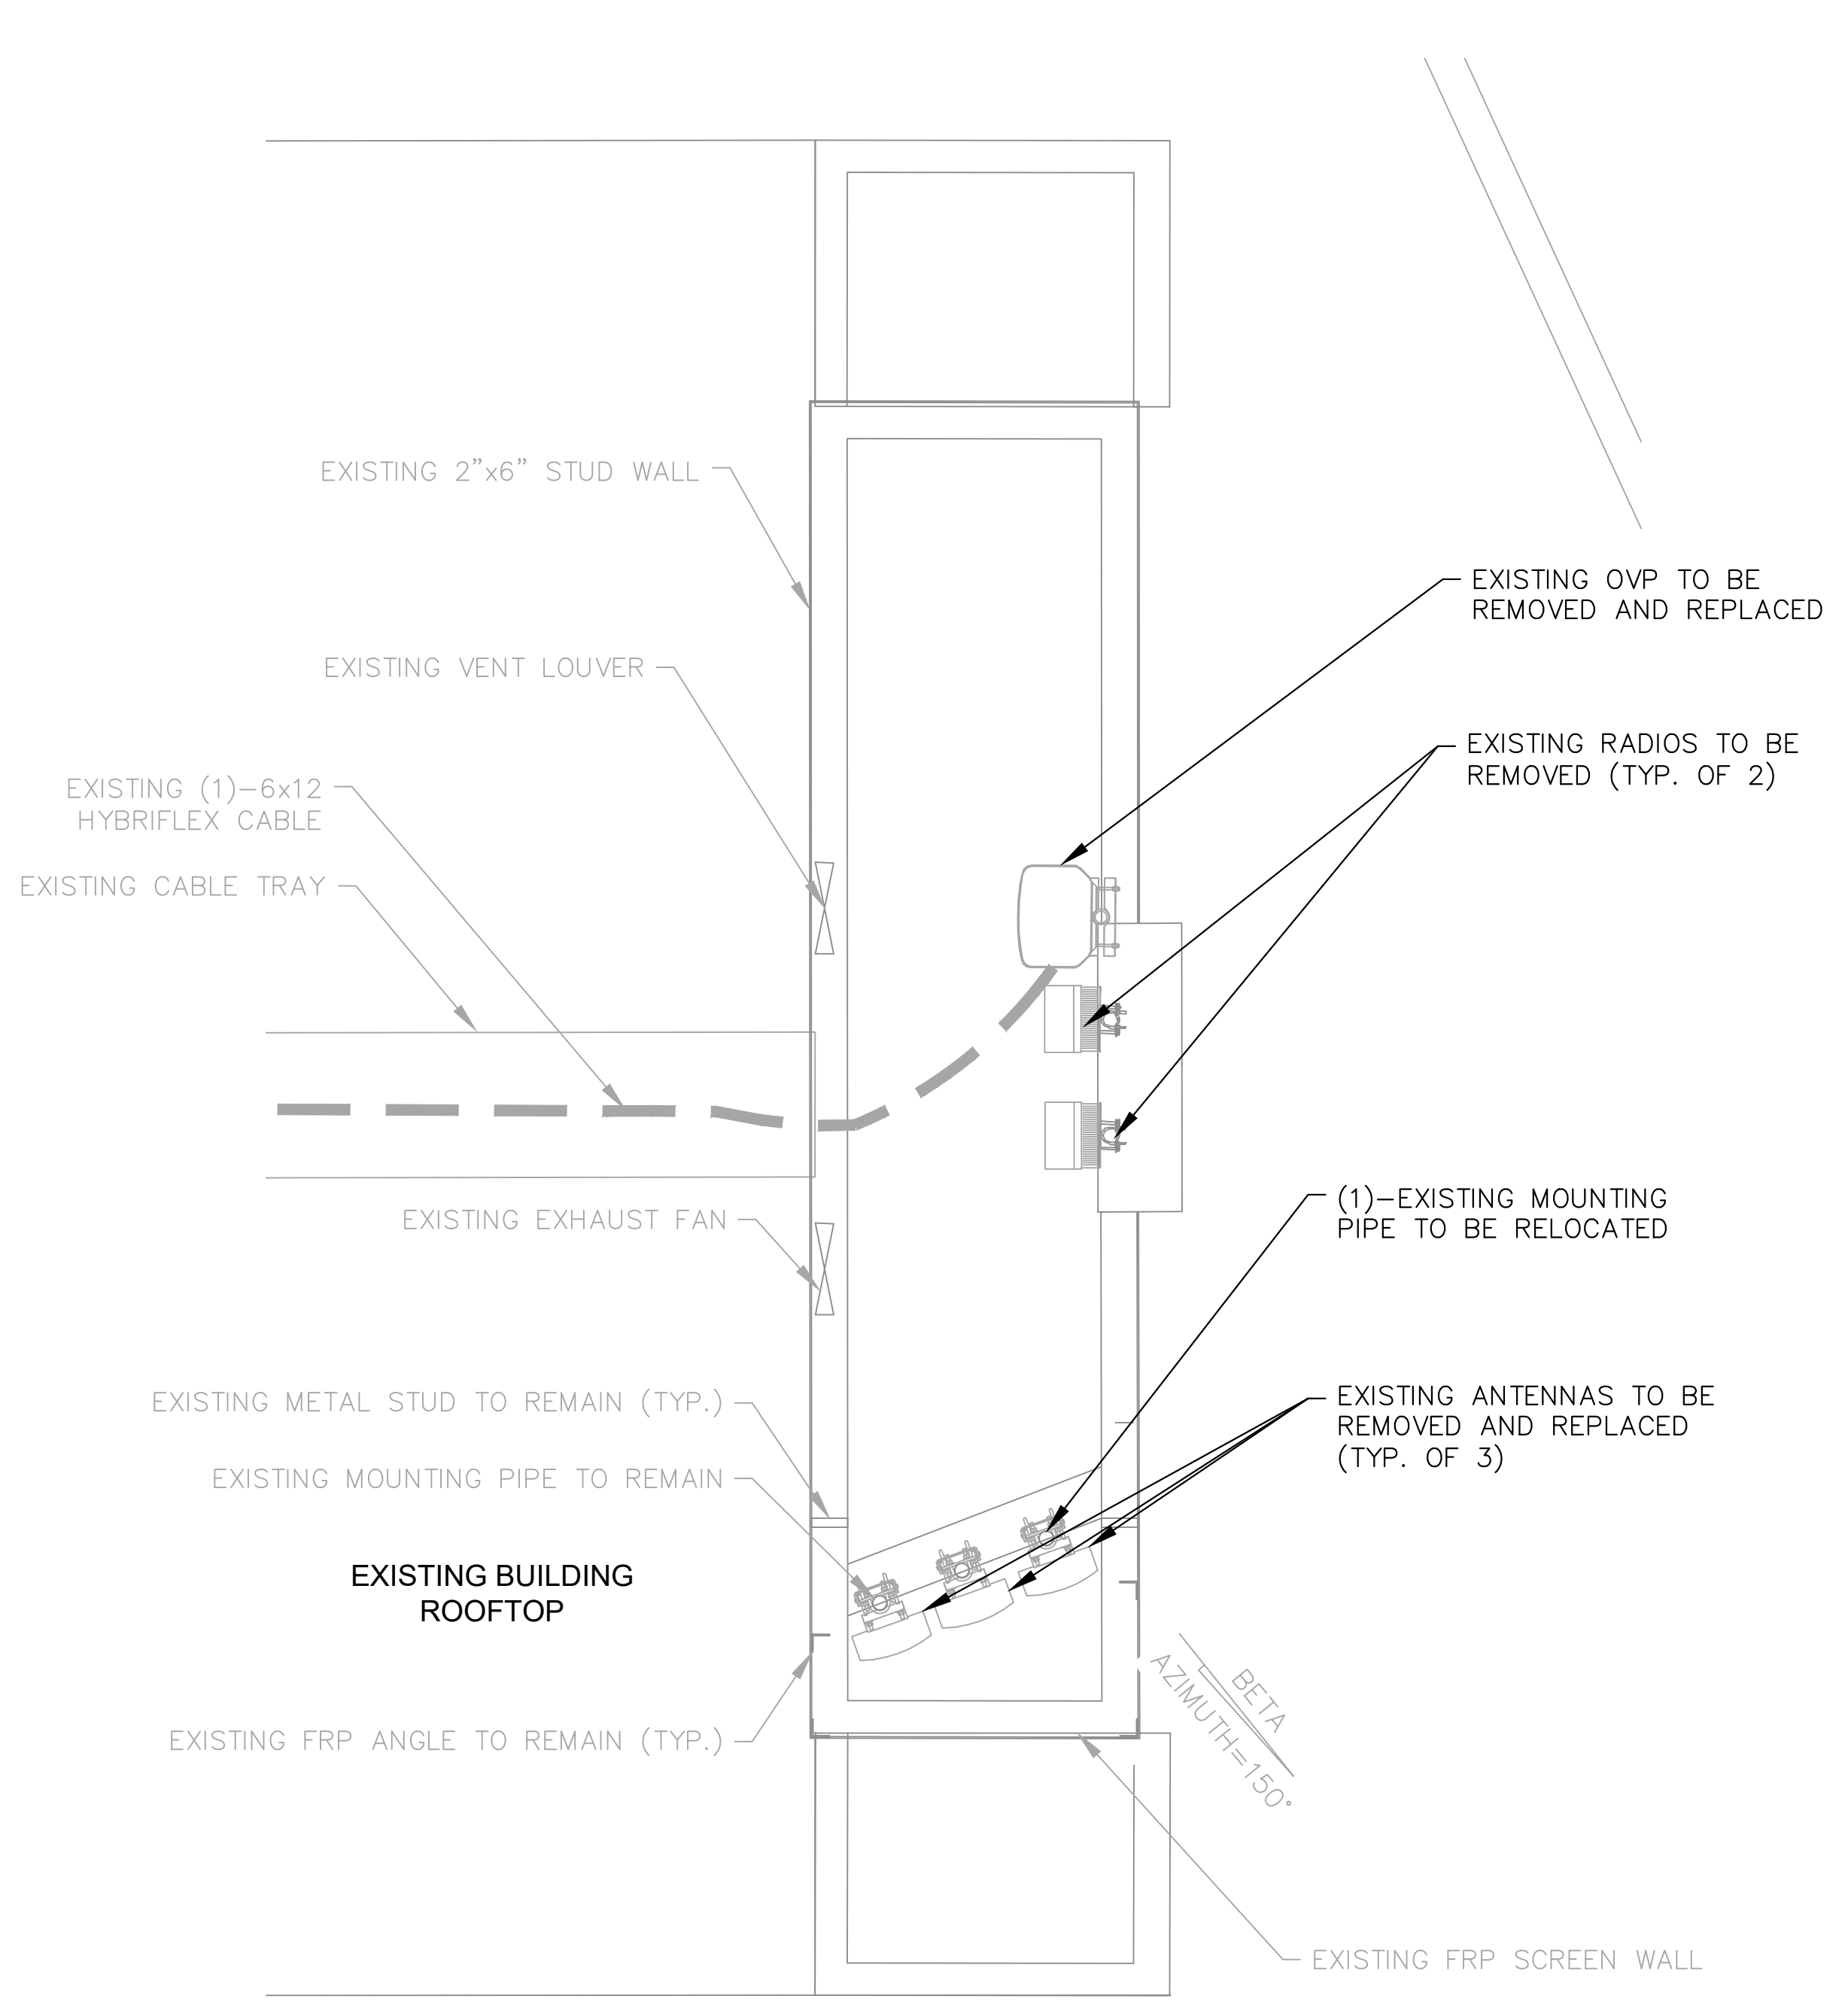 EXISTING 2”x6” STUD WALL
EXISTING OVP TO BE
REMOVED AND REPLACED
EXISTING VENT LOUVER
EXISTING RADIOS TO BE
REMOVED (TYP. OF 2)
EXISTING (1)–6x12
HYBRIFLEX CABLE
EXISTING CABLE TRAY
(1)–EXISTING MOUNTING
PIPE TO BE RELOCATED
EXISTING EXHAUST FAN
EXISTING METAL STUD TO REMAIN (TYP.)
EXISTING ANTENNAS TO BE
REMOVED AND REPLACED
(TYP. OF 3)
EXISTING MOUNTING PIPE TO REMAIN
EXISTING BUILDING
ROOFTOP
BETA
AZIMUTH=150°
EXISTING FRP ANGLE TO REMAIN (TYP.)
EXISTING FRP SCREEN WALL